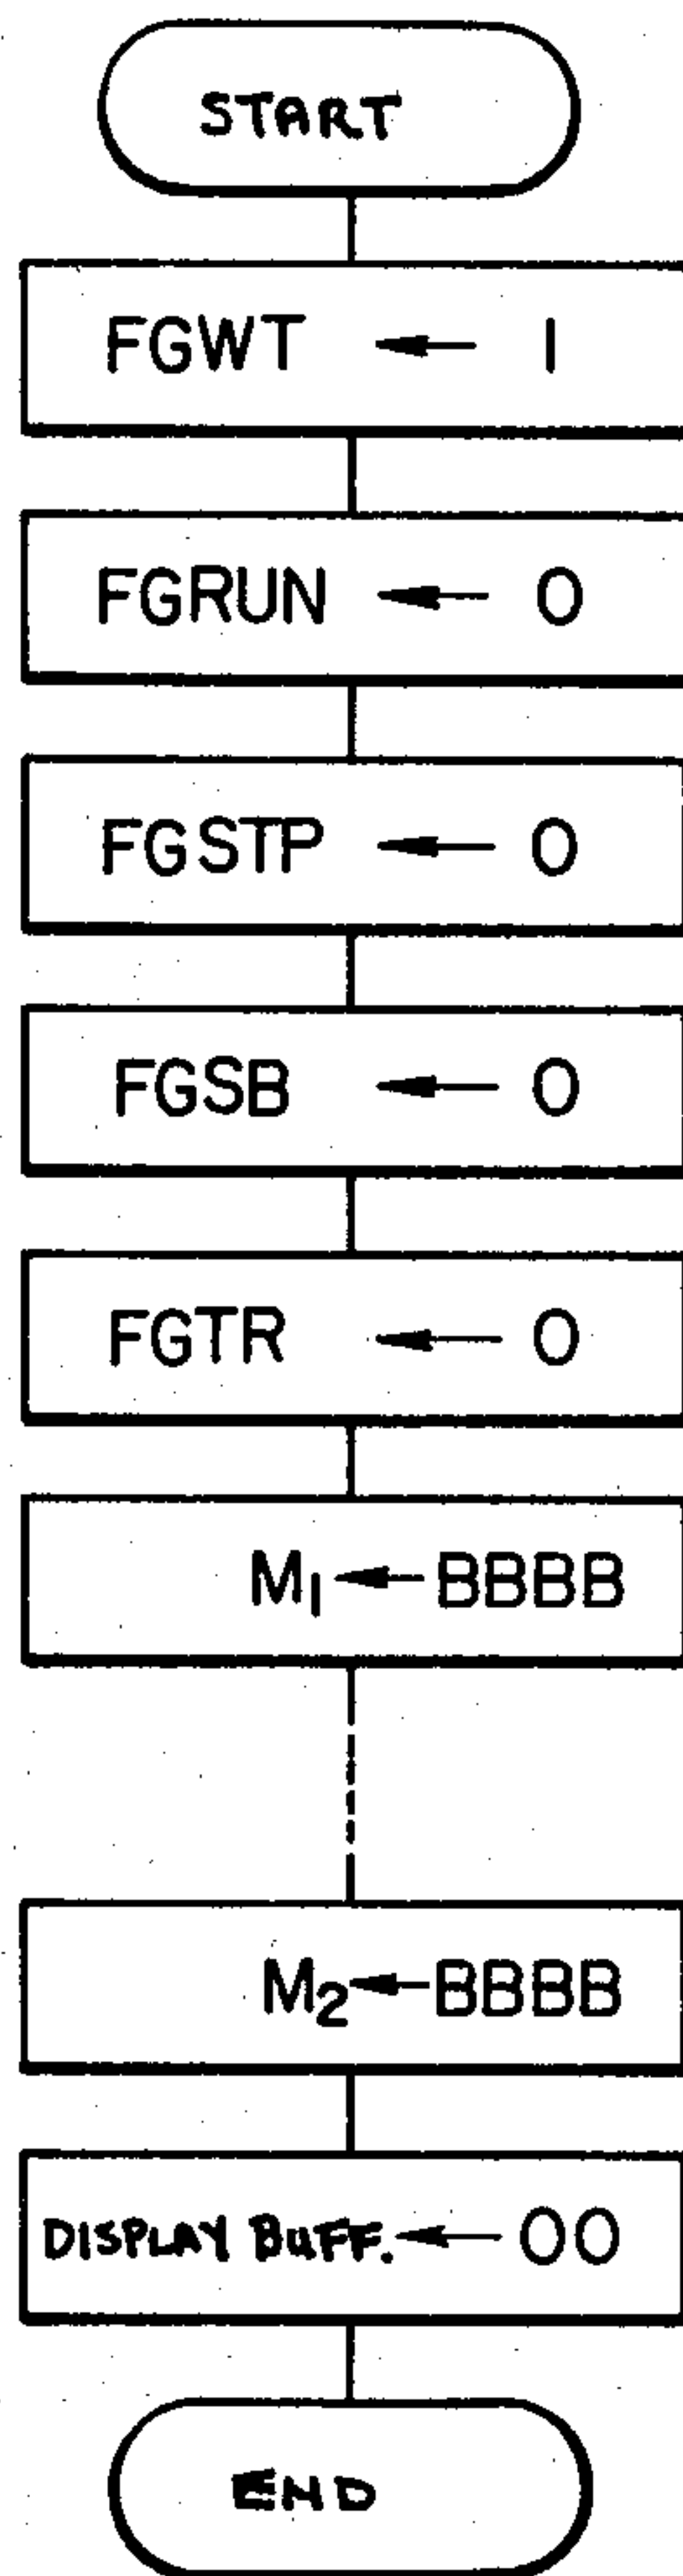 START
FGWT ← 1
FGRUN ← 0
FGSTP ← 0
FGSB ← 0
FGTR ← 0
M₁ ← BBBB
M₂ ← BBBB
DISPLAY BUFF. ← 00
END